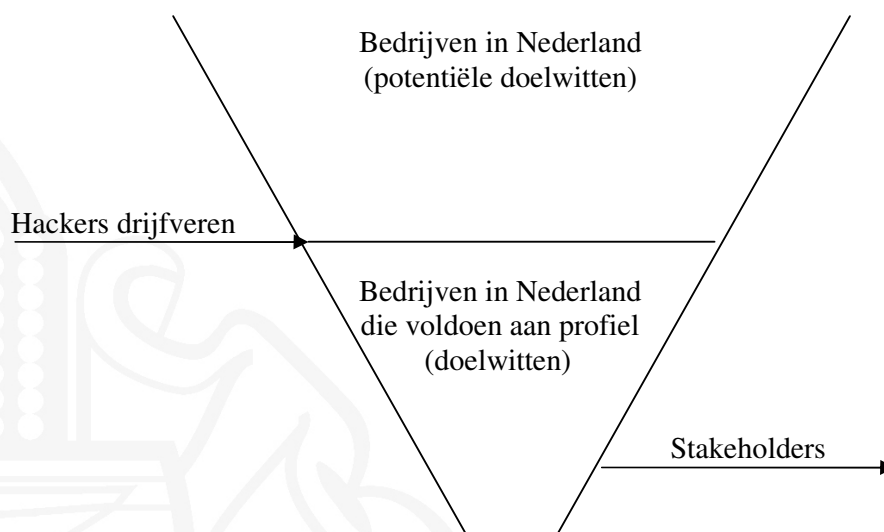 Bedrijven in Nederland
(potentiële doelwitten)
Hackers drijfveren
Bedrijven in Nederland
die voldoen aan profiel
(doelwitten)
Stakeholders